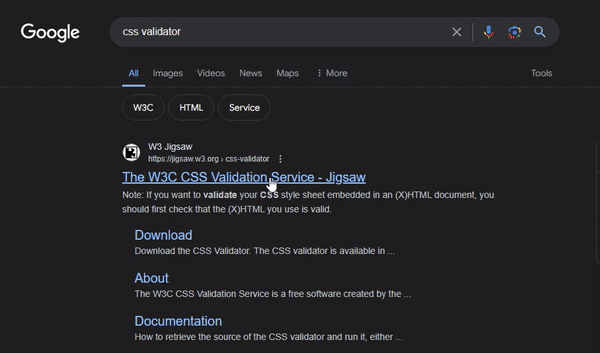 Google
css validator
All Images Videos News Maps More Tools
W3C HTML Service
W3 Jigsaw
https://jigsaw.w3.org › css-validator
The W3C CSS Validation Service - Jigsaw
Note: If you want to validate your CSS style sheet embedded in an (X)HTML document, you
should first check that the (X)HTML you use is valid.
Download
Download the CSS Validator. The CSS validator is available in ...
About
The W3C CSS Validation Service is a free software created by the ...
Documentation
How to retrieve the source of the CSS validator and run it, either ...